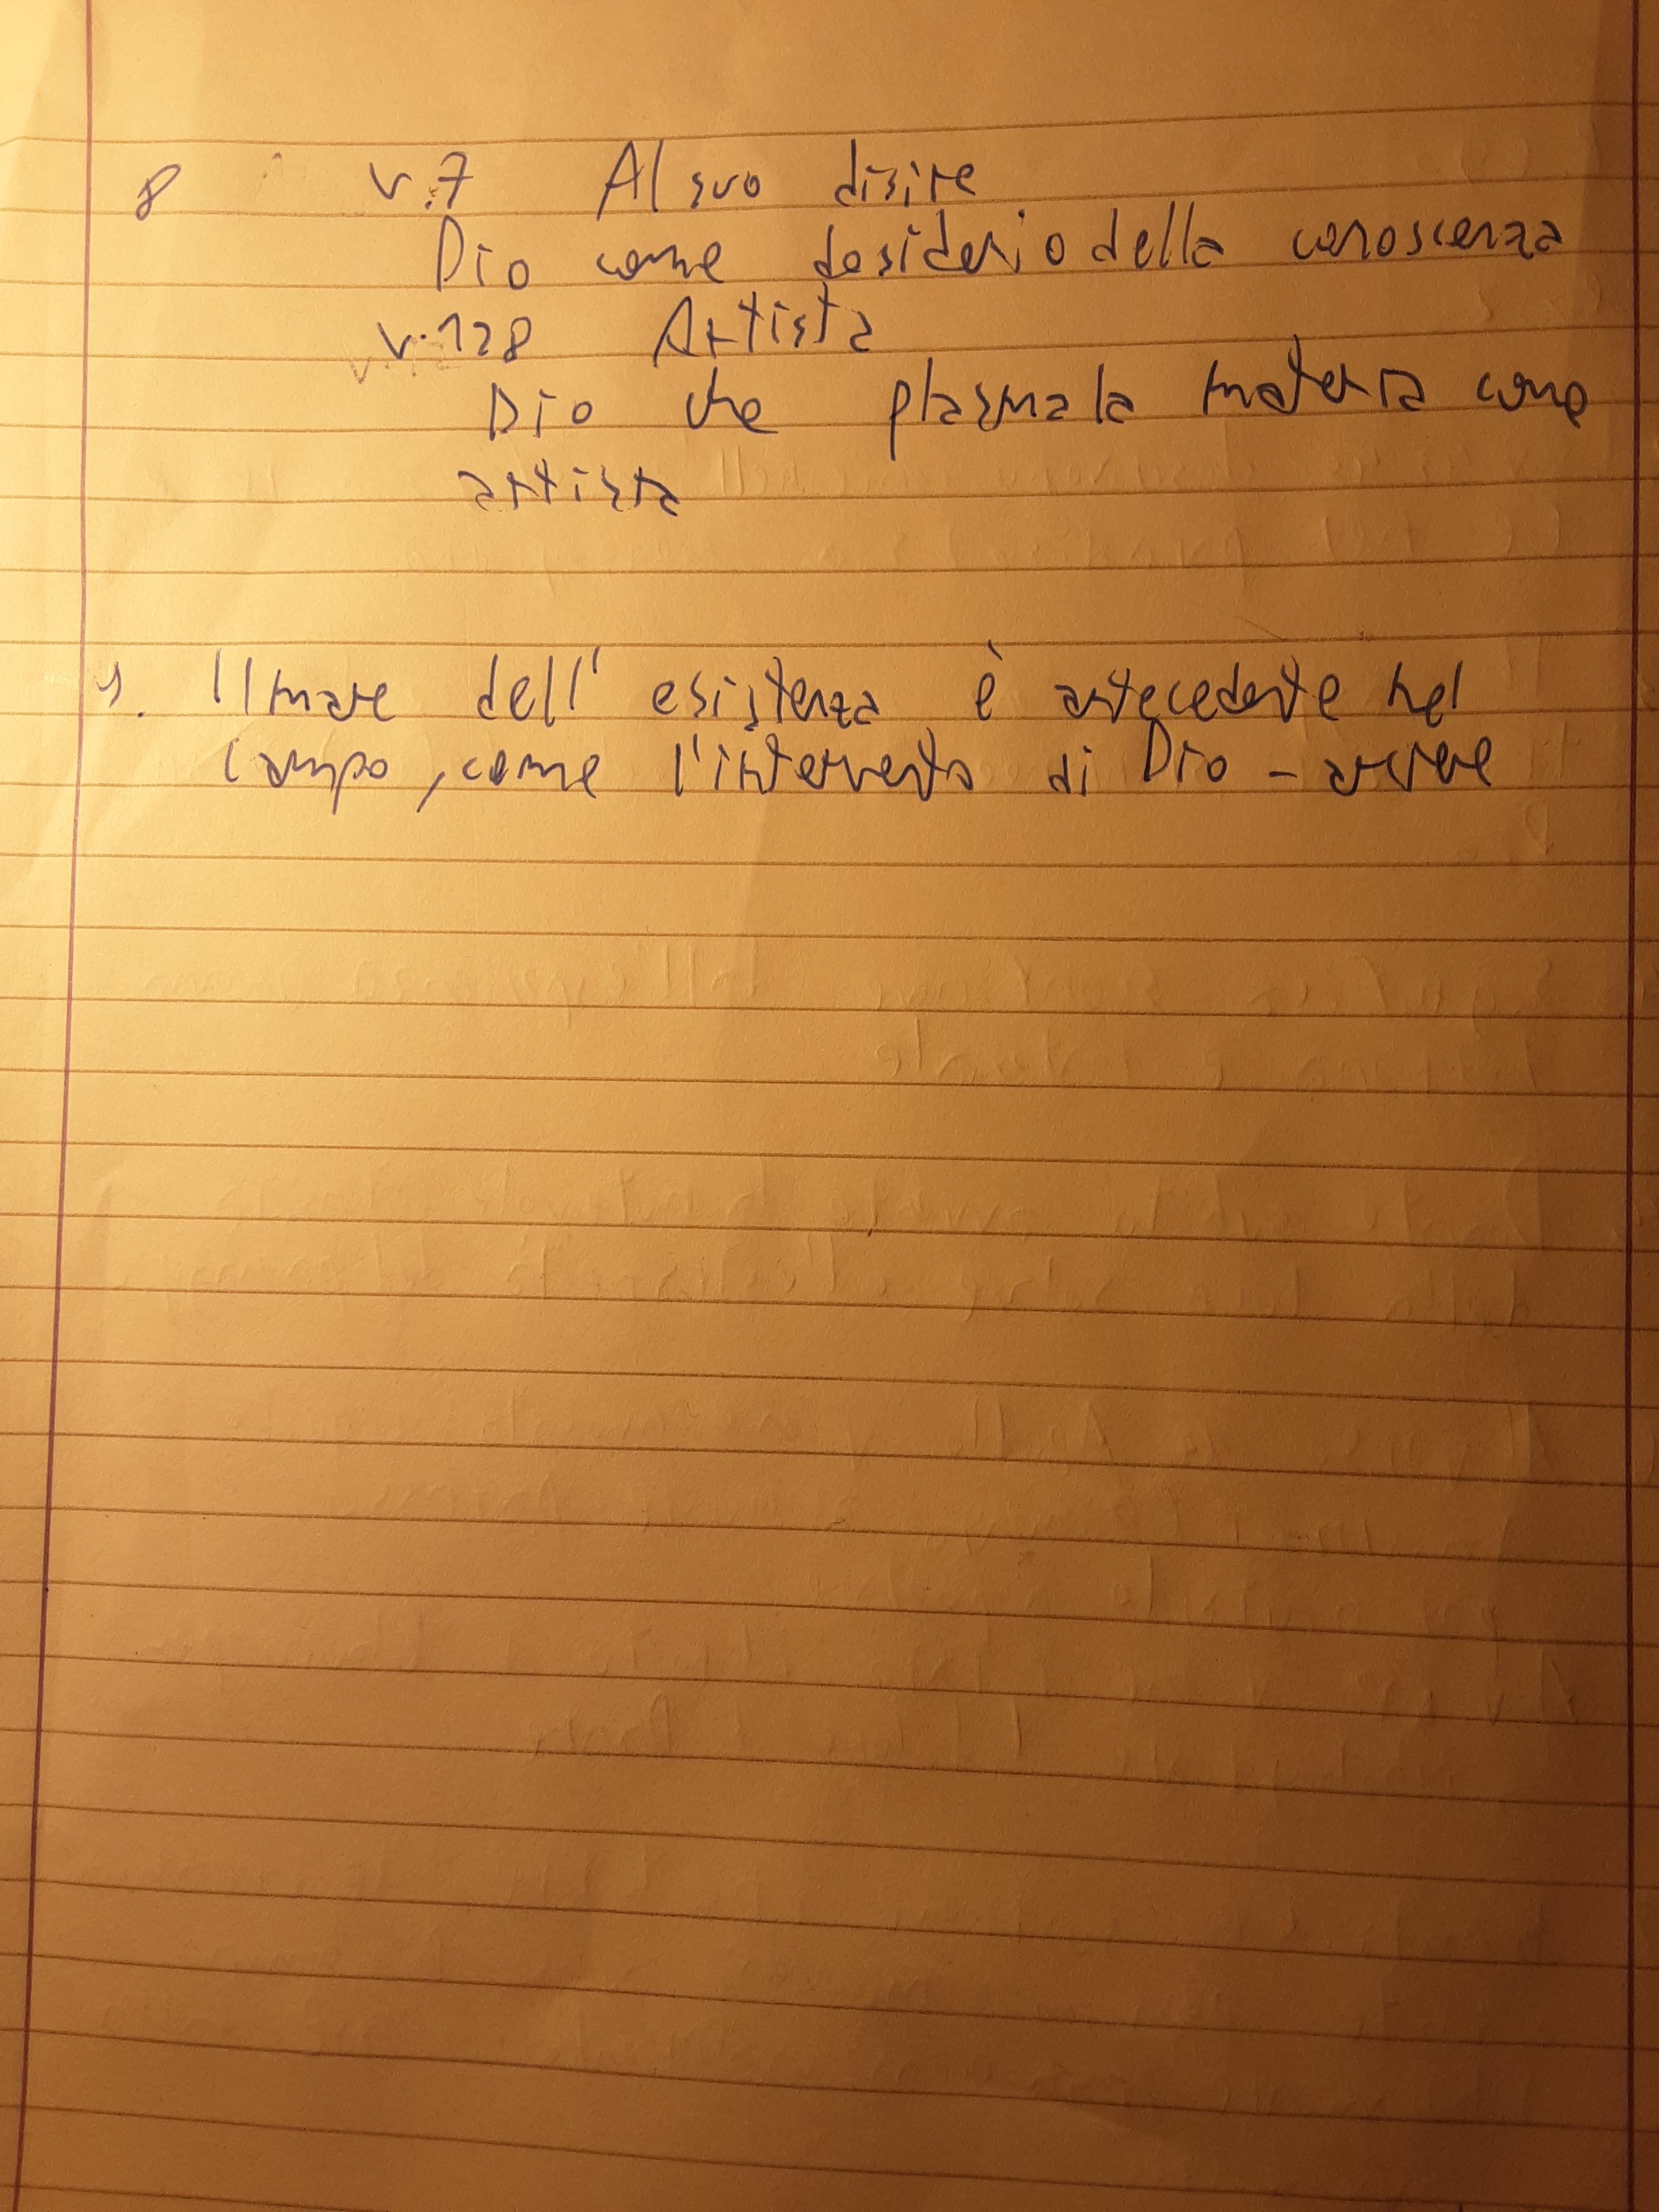 8 v.7 Al suo disire
Dio come desiderio della conoscenza
v.128 Artista
Dio che plasma la materia come
artista
9. Il mare dell'esistenza è antecedente nel
campo, come l'intervento di Dio - arciere